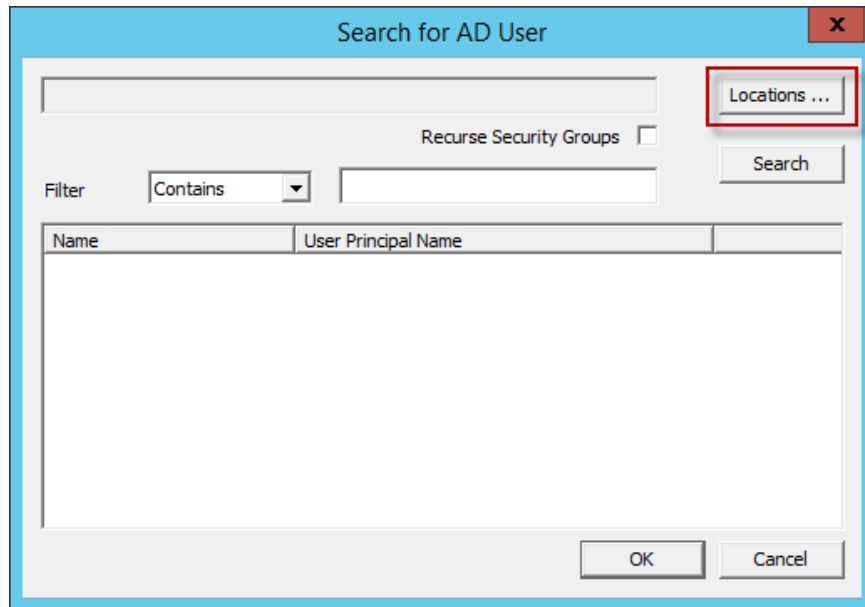 Search for AD User
x
Locations ...
Recurse Security Groups
Search
Filter Contains
Name User Principal Name
OK Cancel